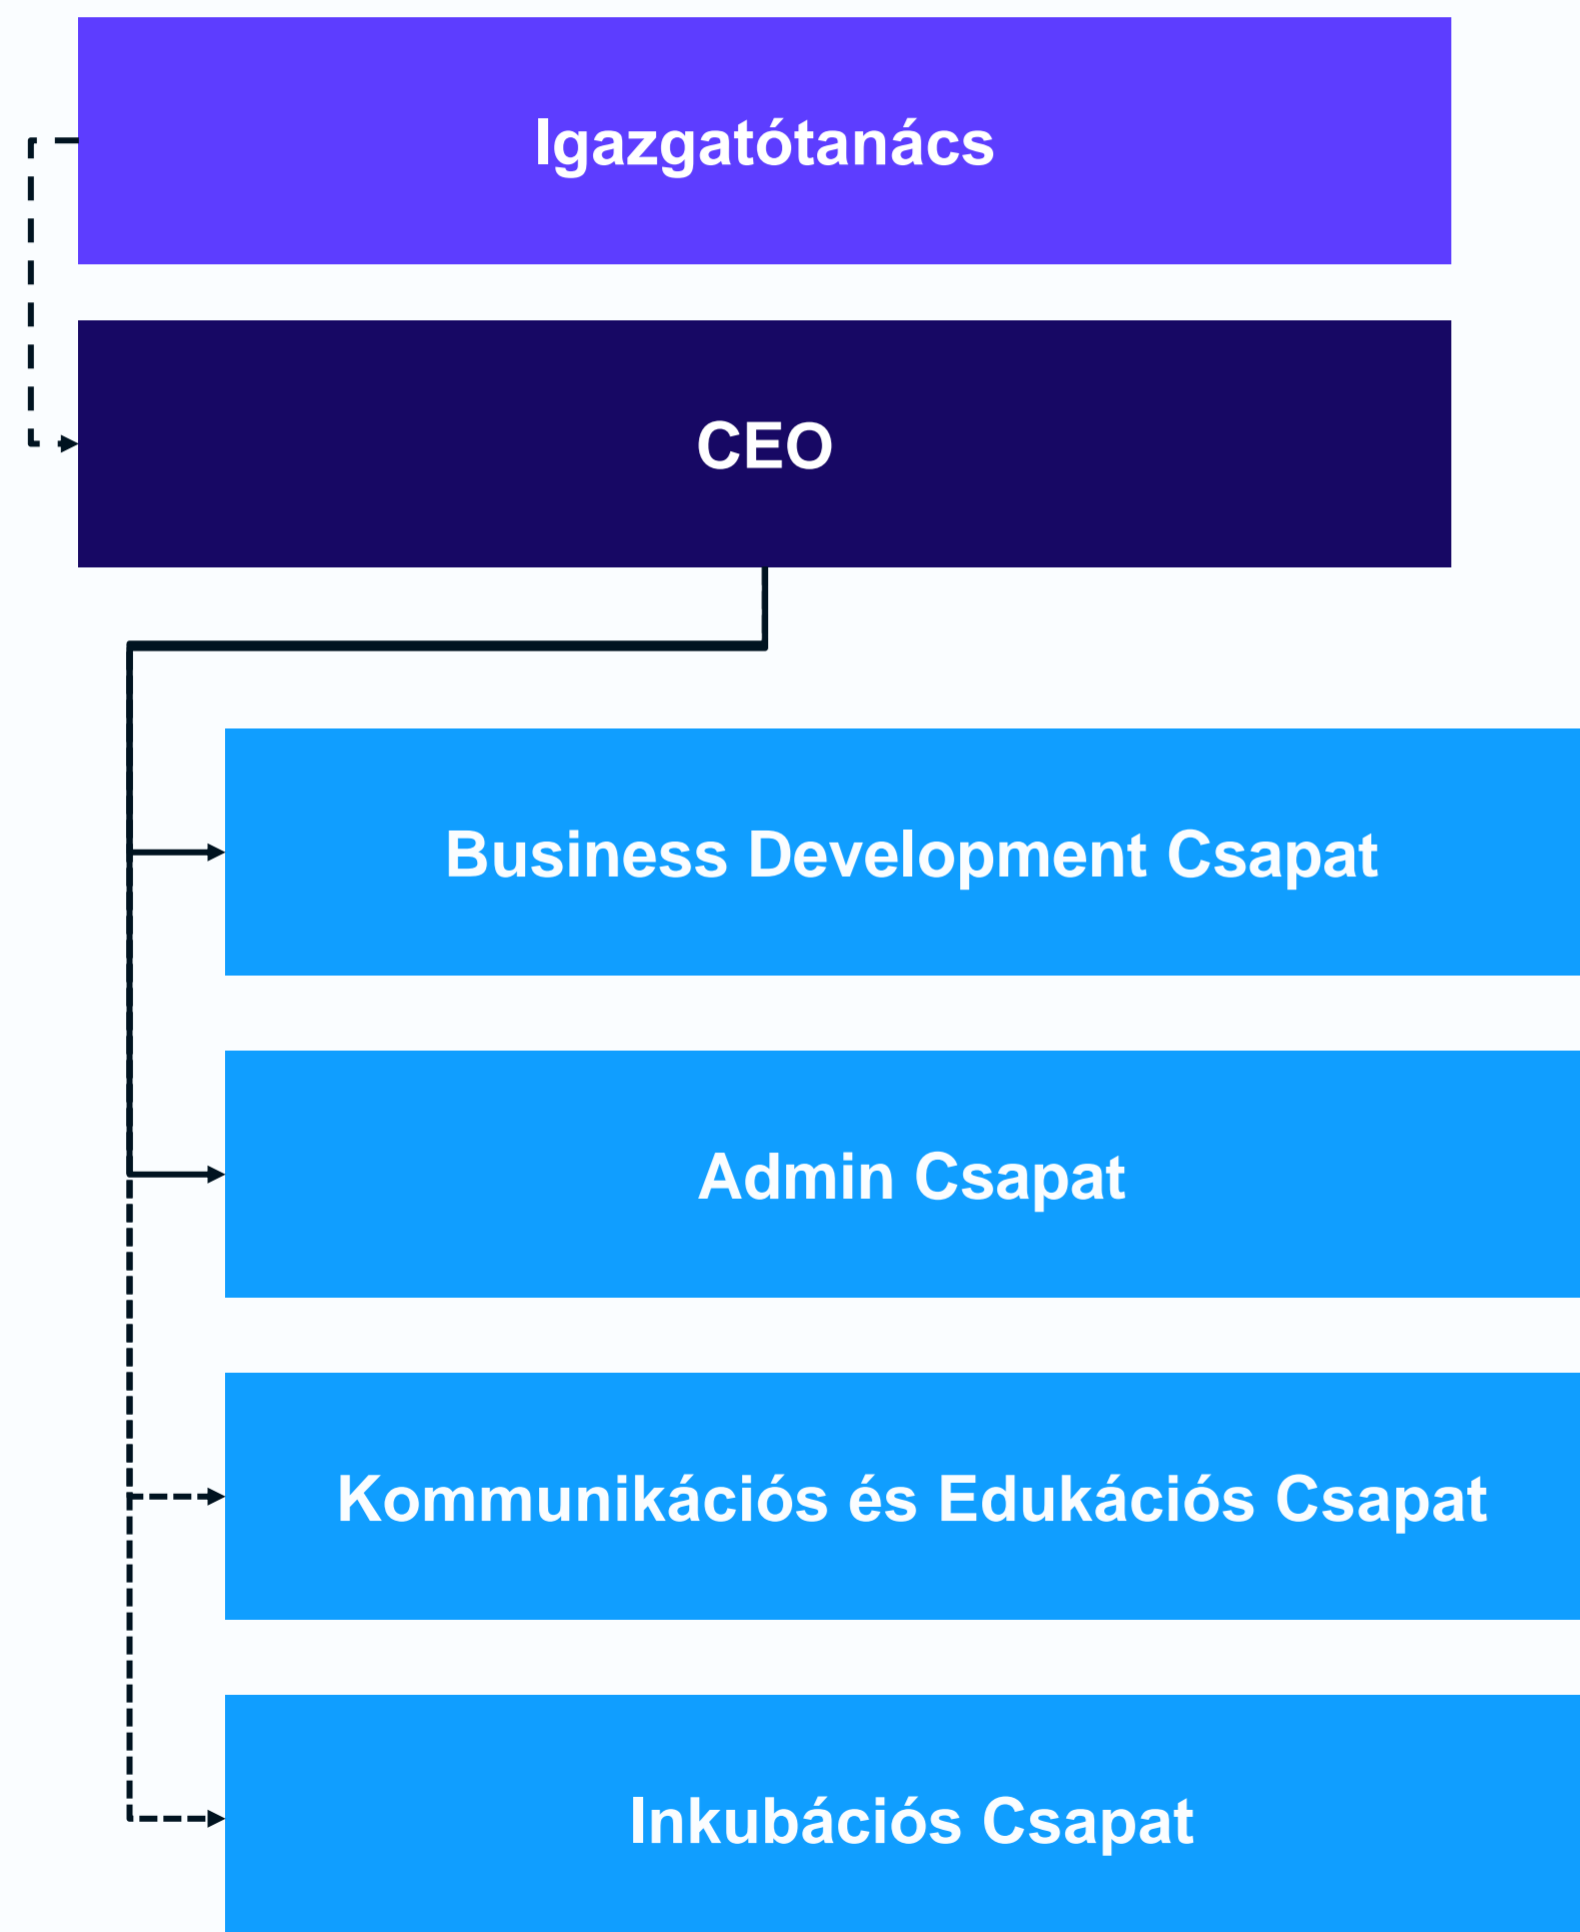 Igazgatótanács
CEO
Business Development Csapat
Admin Csapat
Kommunikációs és Edukációs Csapat
Inkubációs Csapat